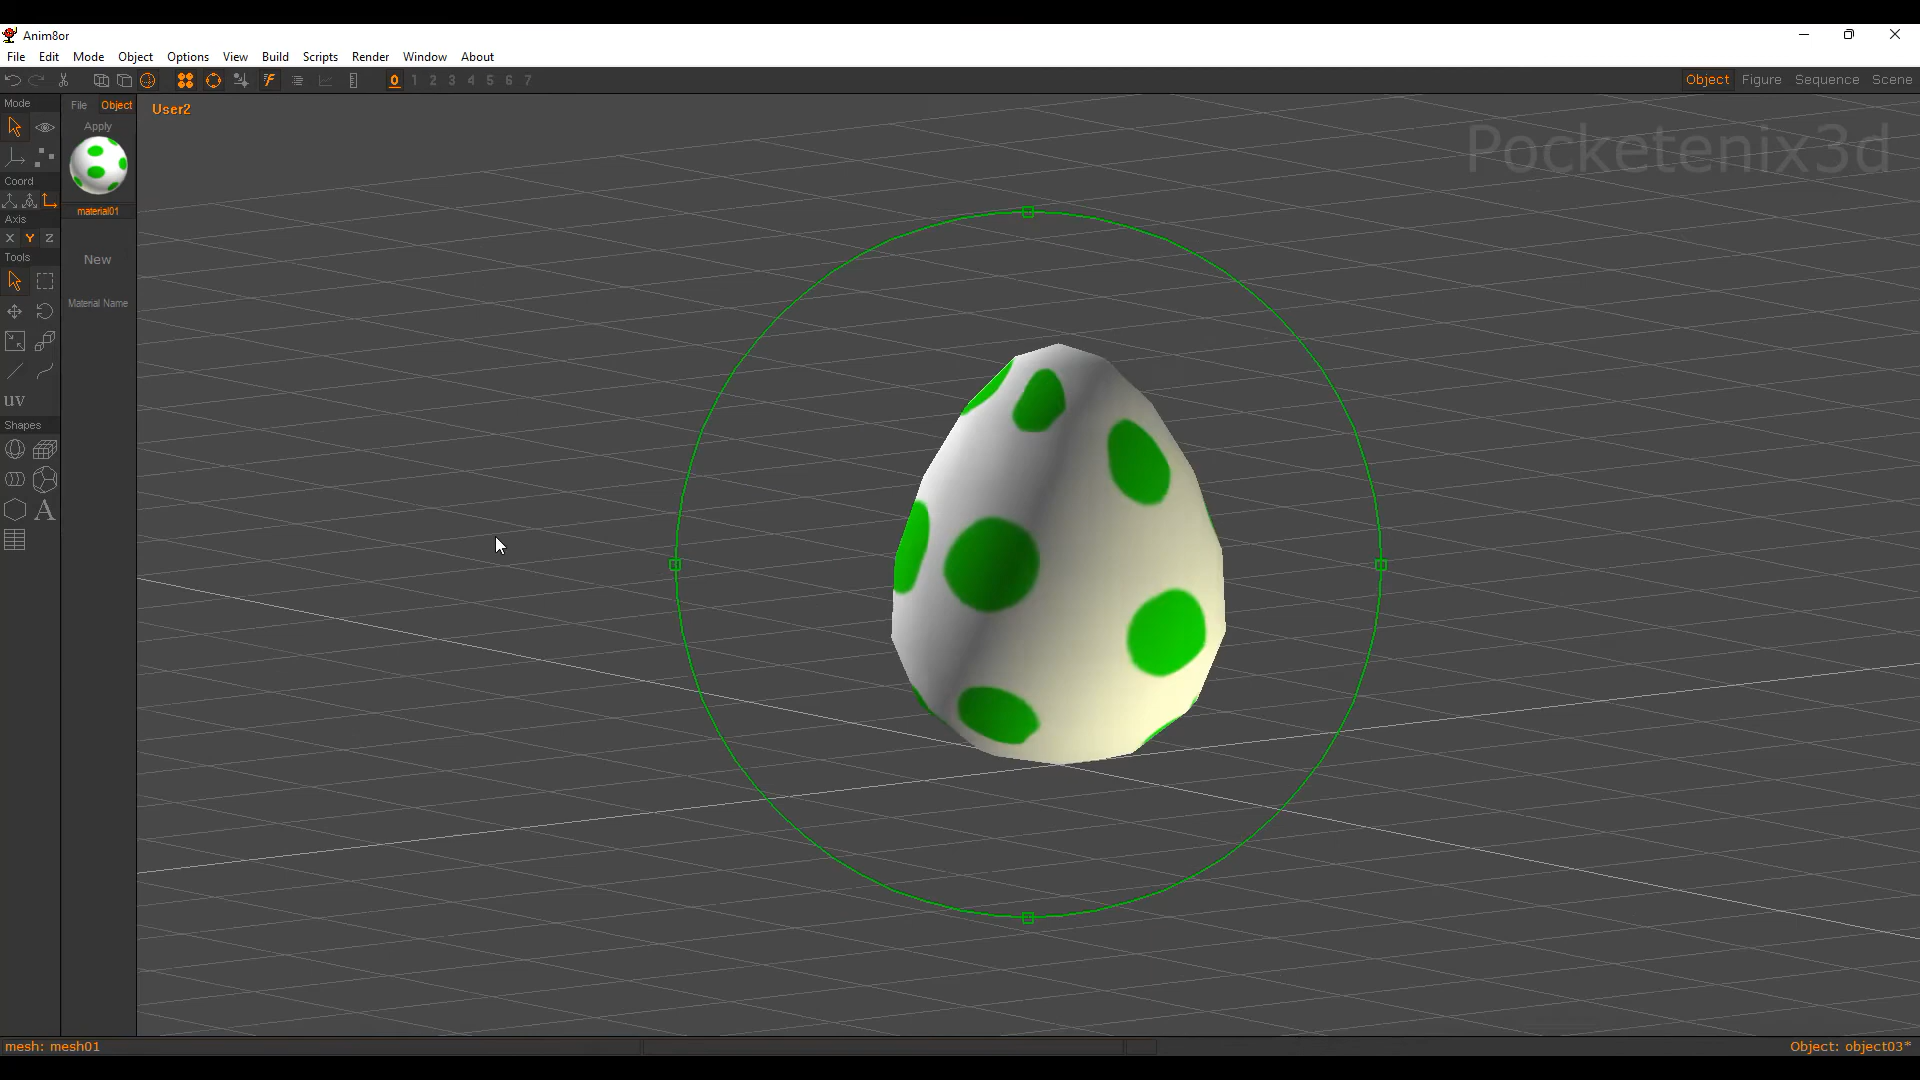 Anim8or
File Edit Mode Object Options View Build Scripts Render Window About
0 1 2 3 4 5 6 7
Object Figure Sequence Scene
Mode
File Object
User2
Apply
Pocketenix3d
Coord
material01
Axis
X Y Z
Tools
New
Material Name
uv
Shapes
A
mesh: mesh01
Object: object03*